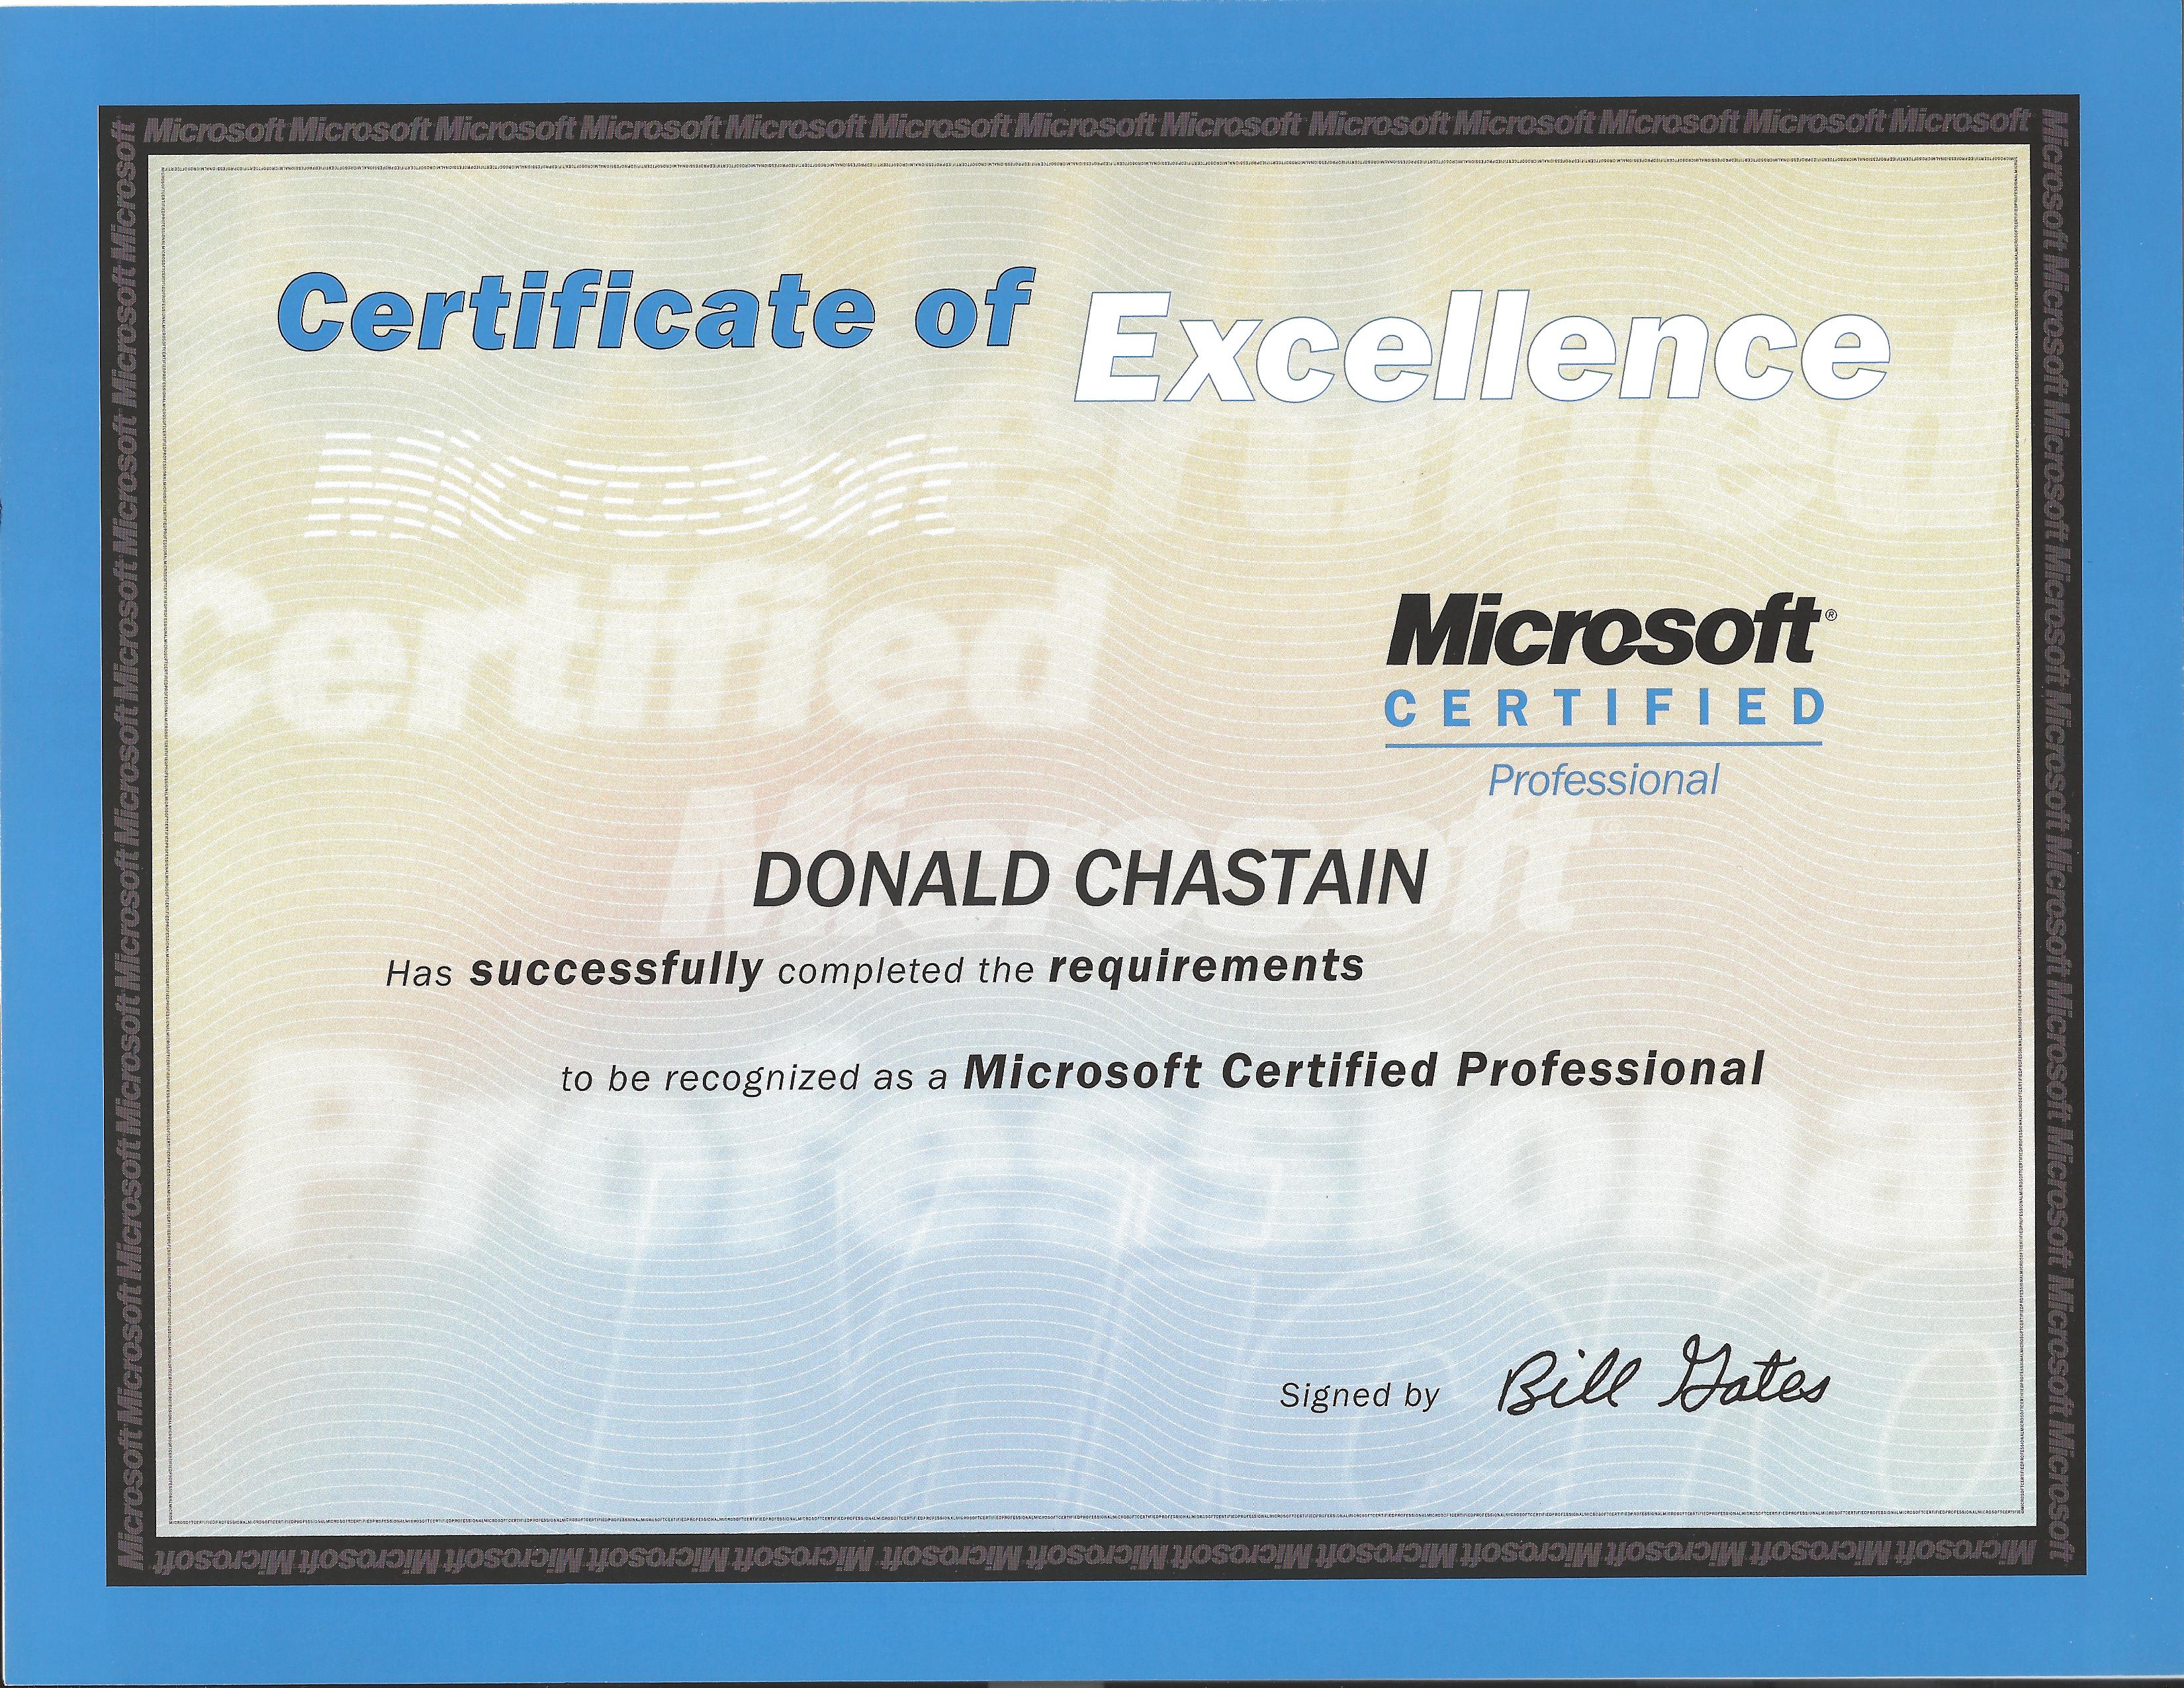 Microsoft Microsoft Microsoft Microsoft Microsoft Microsoft Microsoft Microsoft Microsoft Microsoft Microsoft Microsoft Microsoft
Certificate of Excellence
Microsoft
Certified
Certified
Microsoft®
CERTIFIED
Professional
Microsoft
DONALD CHASTAIN
Has successfully completed the requirements
to be recognized as a Microsoft Certified Professional
Professional
Signed by Bill Gates
Microsoft Microsoft Microsoft Microsoft Microsoft Microsoft Microsoft Microsoft Microsoft Microsoft Microsoft Microsoft Microsoft